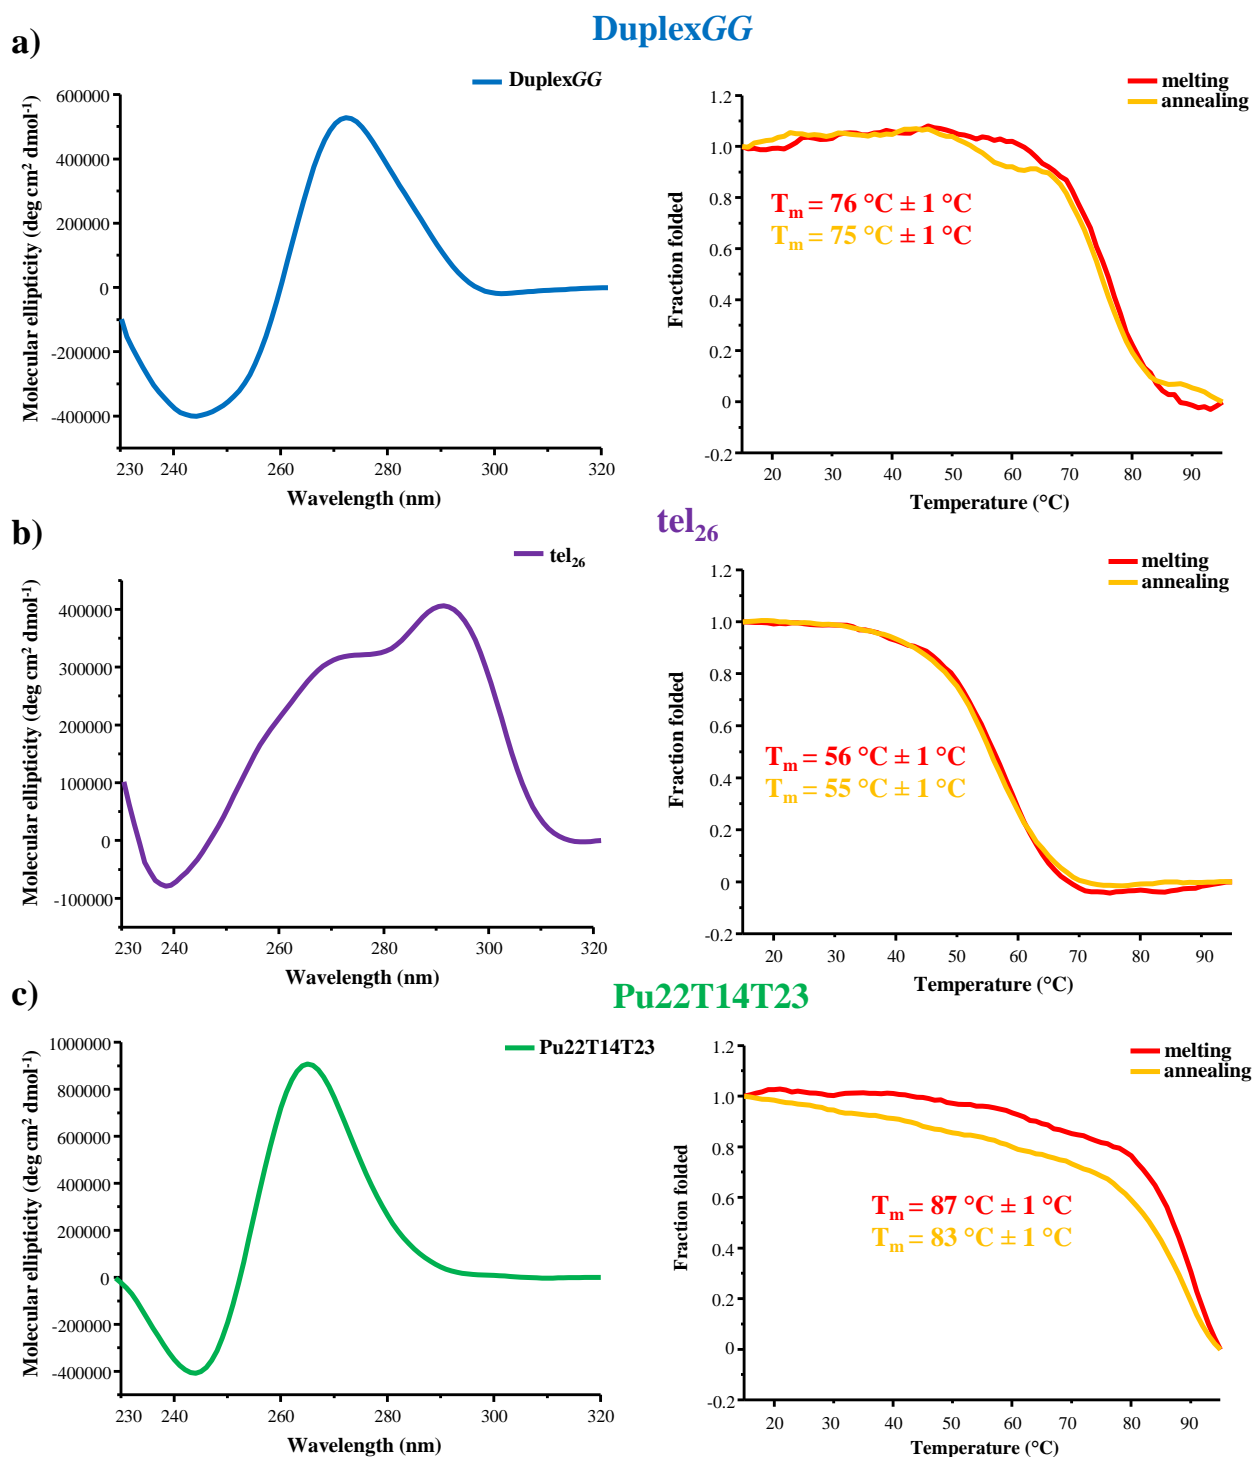 a)
DuplexGG
DuplexGG
Molecular ellipticity (deg cm² dmol⁻¹)
600000
400000
200000
0
-200000
-400000
230 240 260 280 300 320
Wavelength (nm)
melting
annealing
Fraction folded
1.2
1.0
0.8
0.6
0.4
0.2
0
-0.2
Tm = 76 °C ± 1 °C
Tm = 75 °C ± 1 °C
20 30 40 50 60 70 80 90
Temperature (°C)
b)
tel₂₆
tel₂₆
Molecular ellipticity (deg cm² dmol⁻¹)
400000
300000
200000
100000
0
-100000
230 240 260 280 300 320
Wavelength (nm)
melting
annealing
Fraction folded
1.2
1.0
0.8
0.6
0.4
0.2
0
-0.2
Tm = 56 °C ± 1 °C
Tm = 55 °C ± 1 °C
20 30 40 50 60 70 80 90
Temperature (°C)
c)
Pu22T14T23
Pu22T14T23
Molecular ellipticity (deg cm² dmol⁻¹)
1000000
800000
600000
400000
200000
0
-200000
-400000
230 240 260 280 300 320
Wavelength (nm)
melting
annealing
Fraction folded
1.2
1.0
0.8
0.6
0.4
0.2
0
-0.2
Tm = 87 °C ± 1 °C
Tm = 83 °C ± 1 °C
20 30 40 50 60 70 80 90
Temperature (°C)